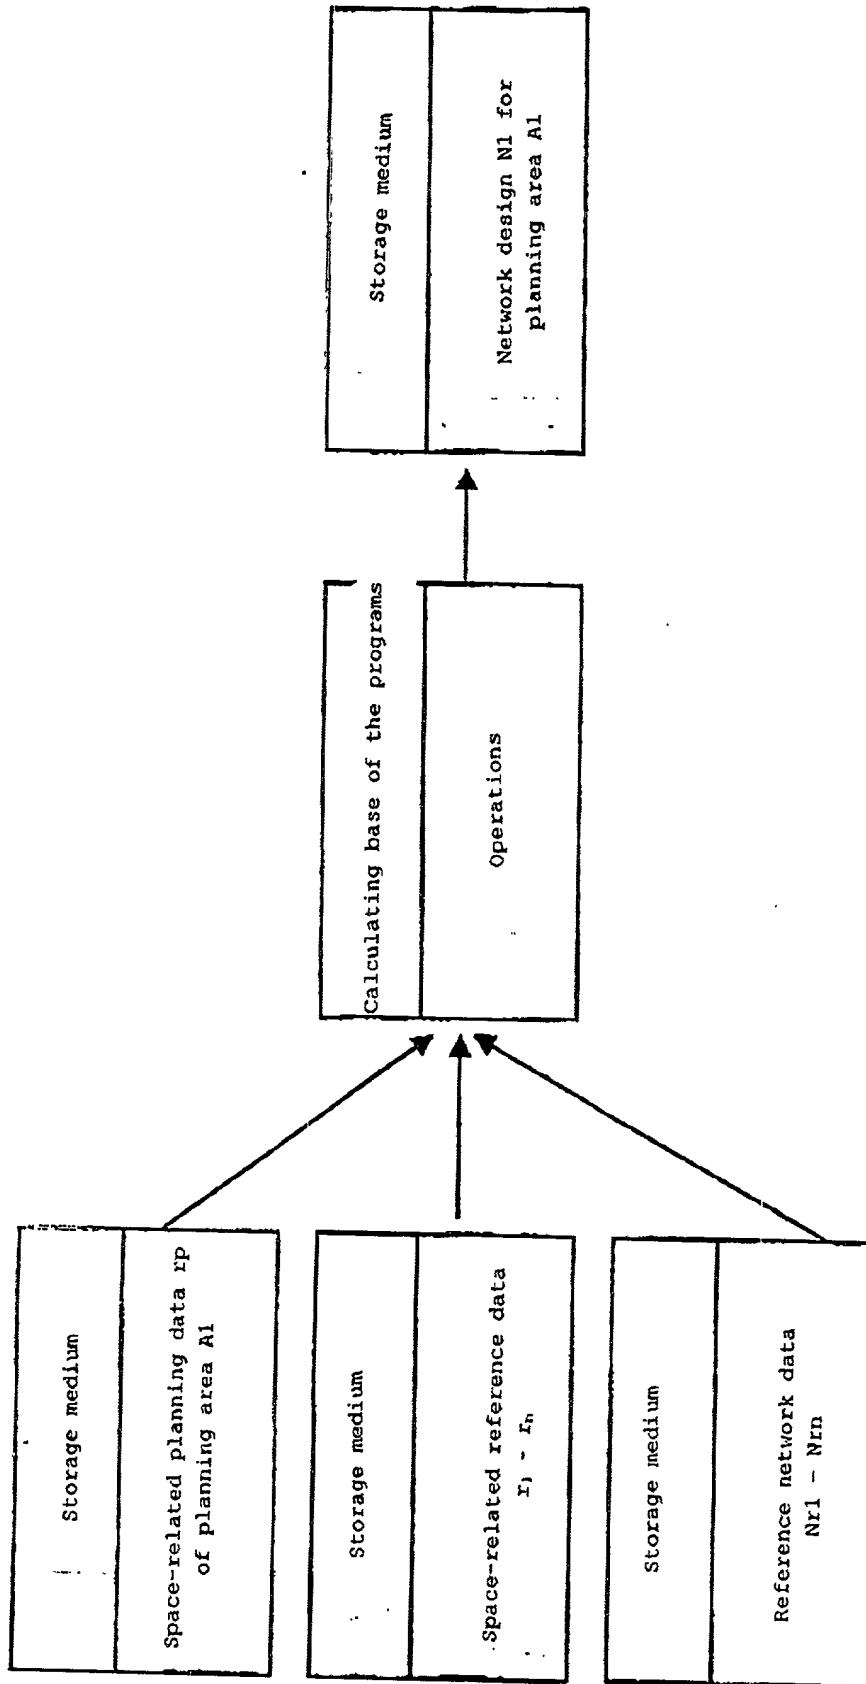 Storage medium
Space-related planning data rp
of planning area A1
Storage medium
Space-related reference data
r1 - rn
Storage medium
Reference network data
Nr1 - Nrn
Calculating base of the programs
Operations
Storage medium
Network design N1 for
planning area A1